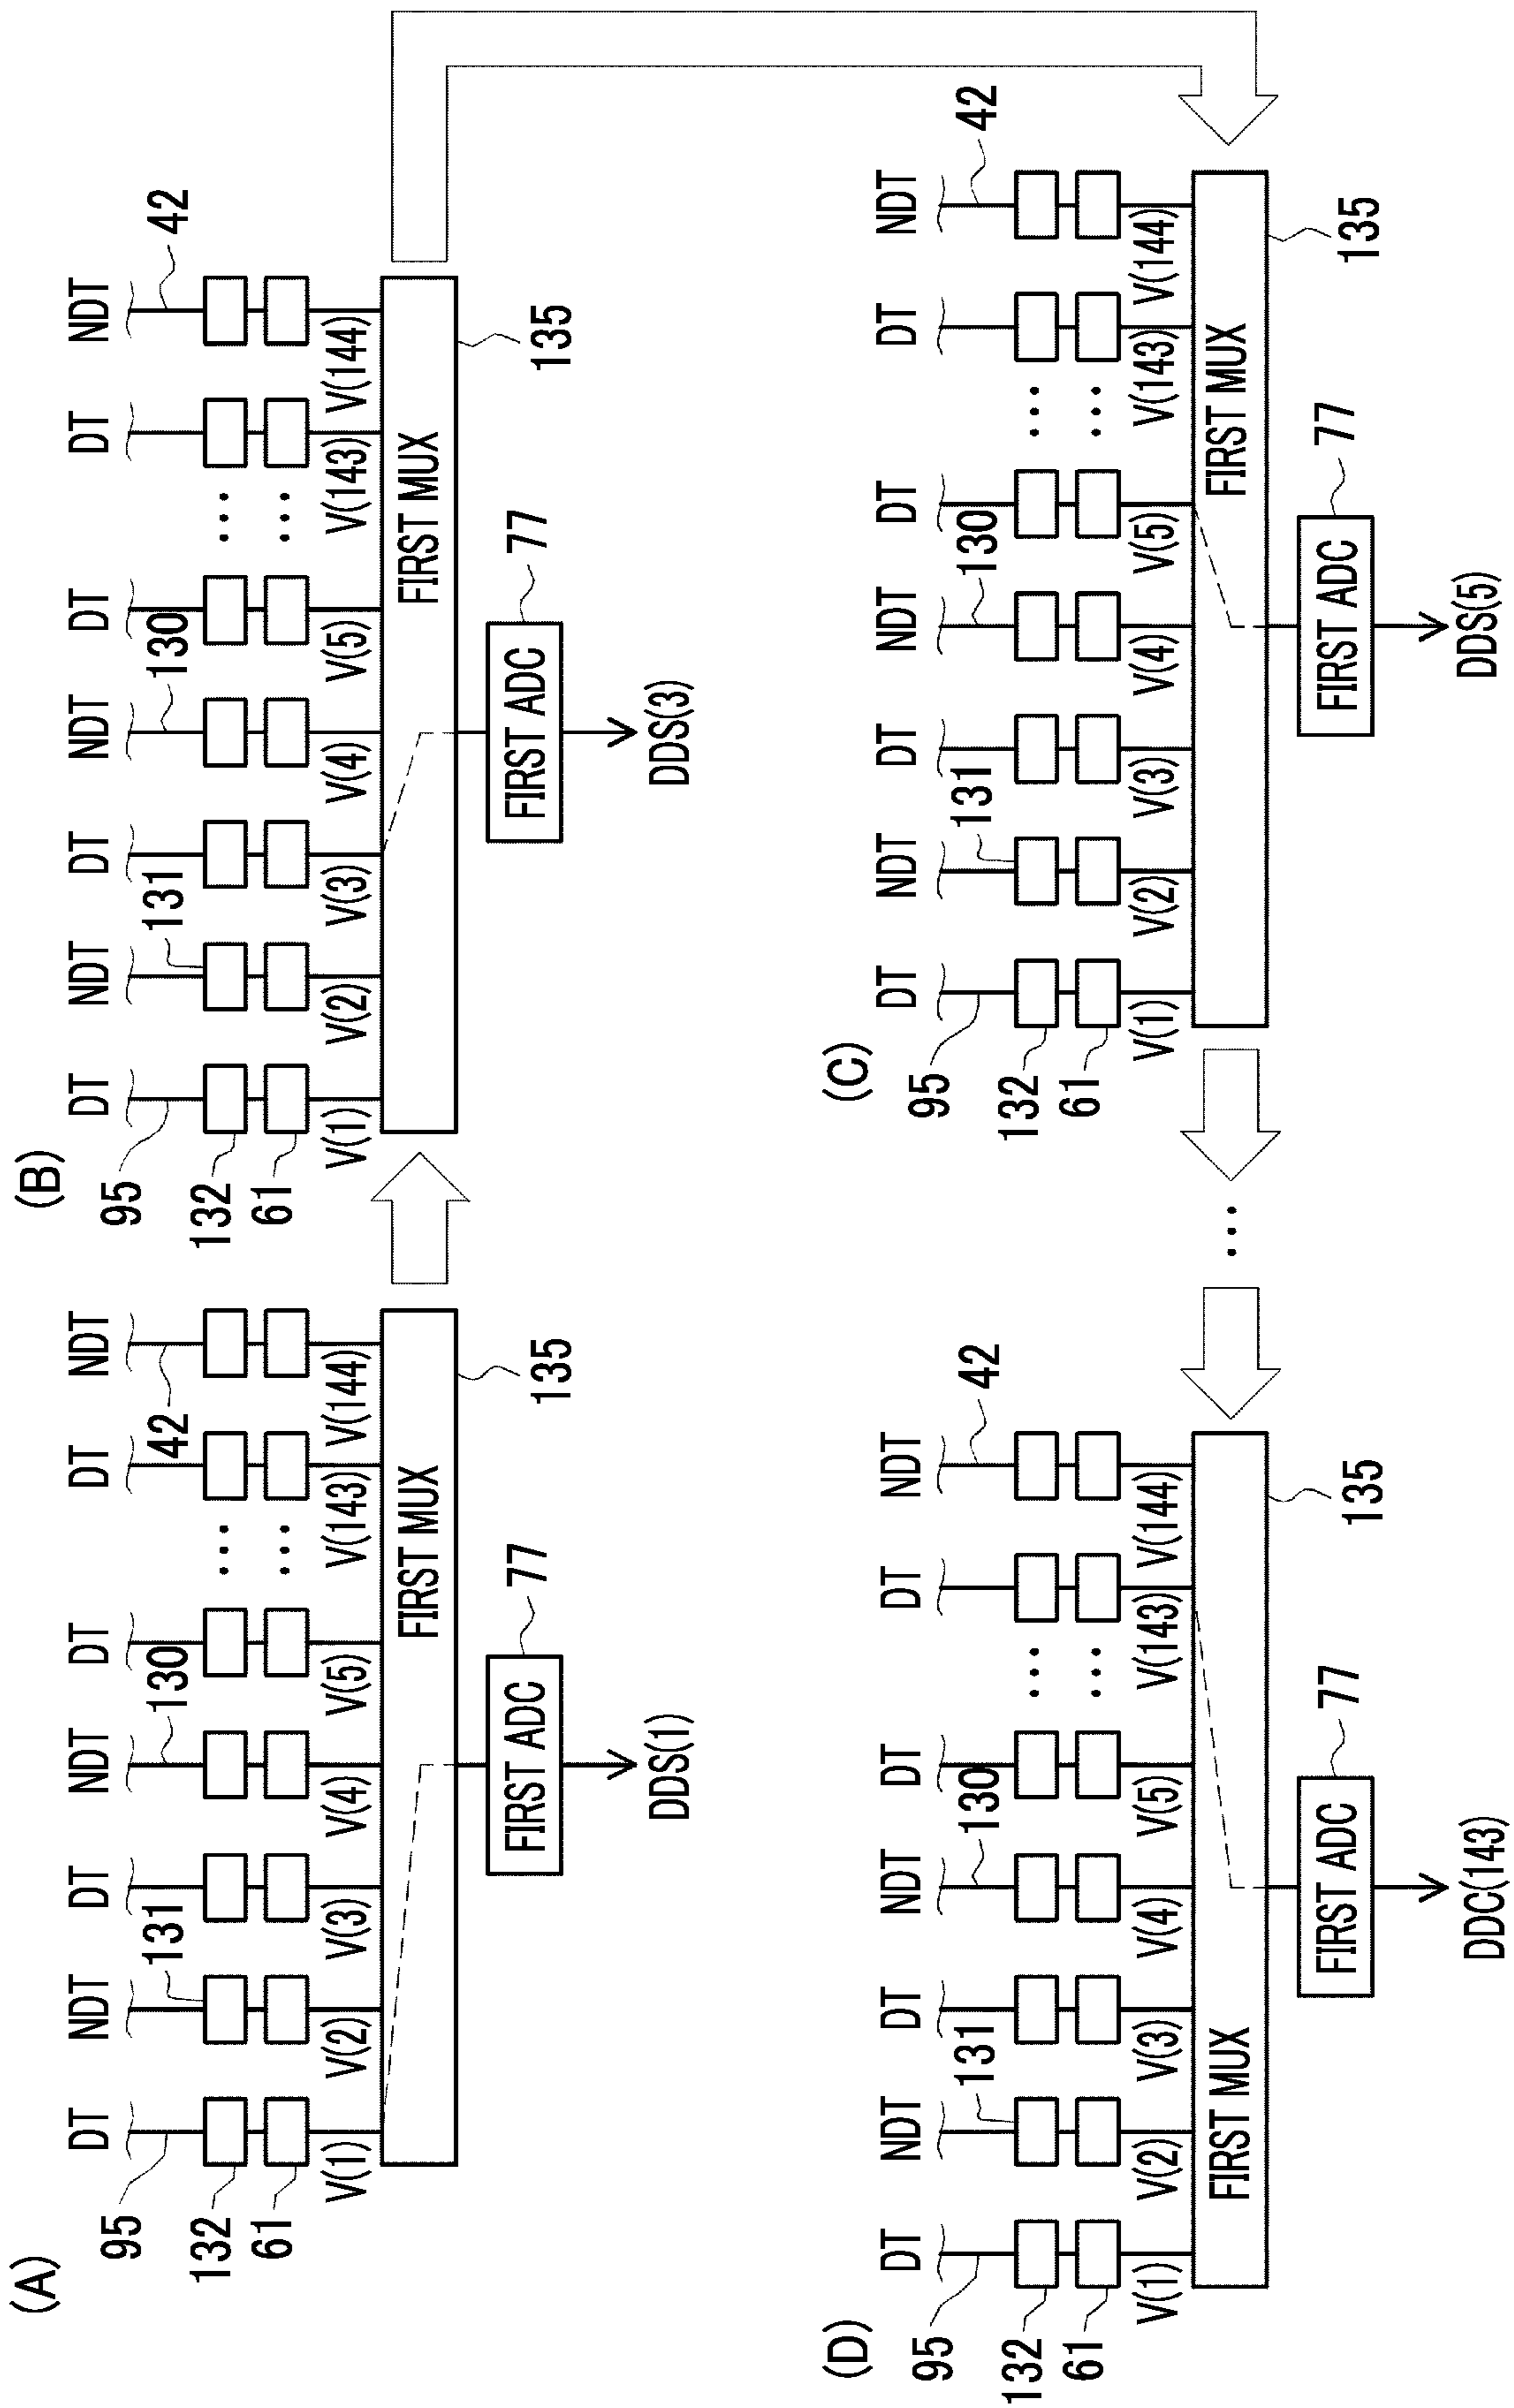 (A)
DT NDT DT NDT DT DT NDT
95 131 130 42
132
61
... ...
V(1) V(2) V(3) V(4) V(5) V(143) V(144)
FIRST MUX
135
FIRST ADC 77
DDS(1)
(B)
DT NDT DT NDT DT DT NDT
95 131 130 42
132
61
... ...
V(1) V(2) V(3) V(4) V(5) V(143) V(144)
FIRST MUX
135
FIRST ADC 77
DDS(3)
(C)
DT NDT DT NDT DT DT NDT
95 131 130 42
132
61
... ...
V(1) V(2) V(3) V(4) V(5) V(143) V(144)
FIRST MUX
135
FIRST ADC 77
DDS(5)
...
(D)
DT NDT DT NDT DT DT NDT
95 131 130 42
132
61
... ...
V(1) V(2) V(3) V(4) V(5) V(143) V(144)
FIRST MUX
135
FIRST ADC 77
DDC(143)